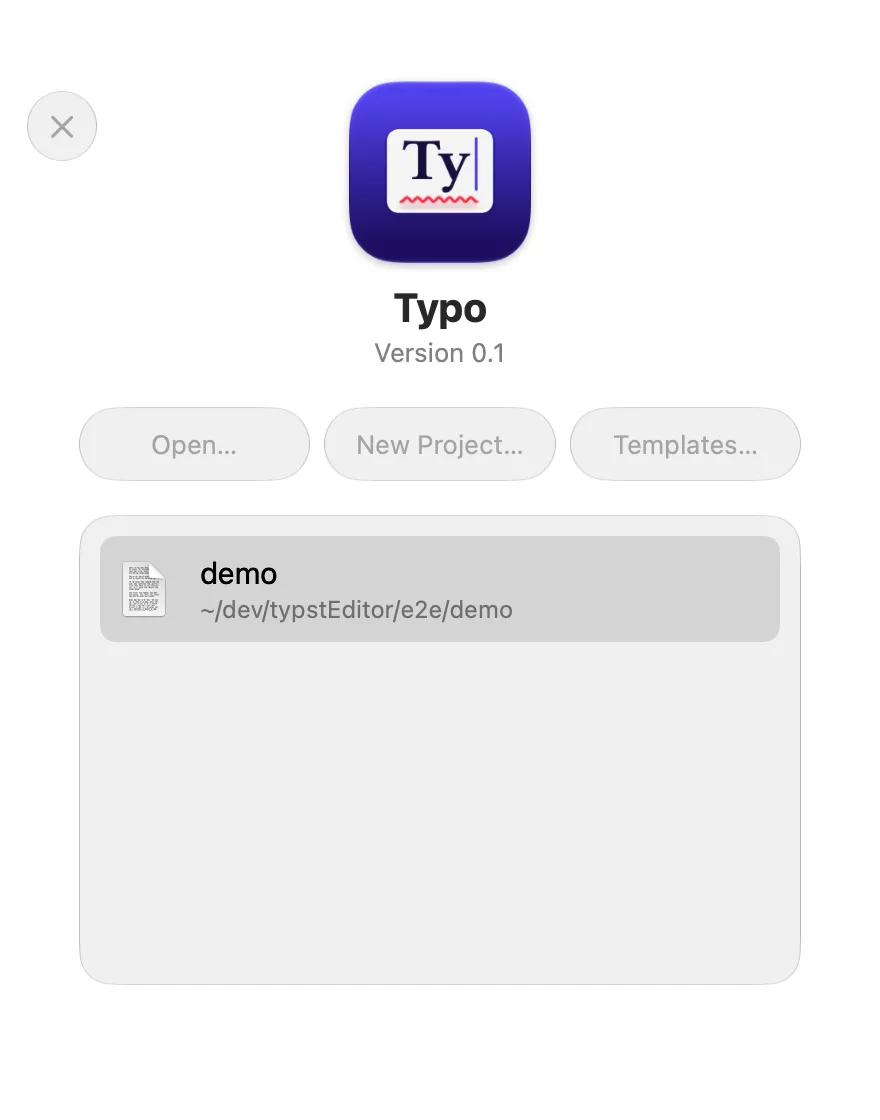 Ty
Typo
Version 0.1
Open...
New Project...
Templates...
demo
~/dev/typstEditor/e2e/demo